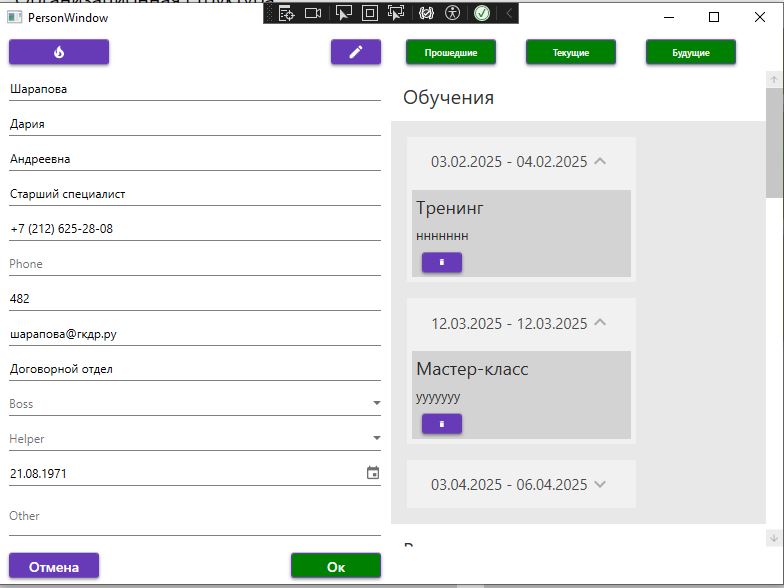 PersonWindow
Шарапова
Дария
Андреевна
Старший специалист
+7 (212) 625-28-08
Phone
482
шарапова@гкдр.ру
Договорной отдел
Boss
Helper
21.08.1971
Other
Отмена
Ок
Прошедшие
Текущие
Будущие
Обучения
03.02.2025 - 04.02.2025
Тренинг
ннннннн
12.03.2025 - 12.03.2025
Мастер-класс
ууууууу
03.04.2025 - 06.04.2025